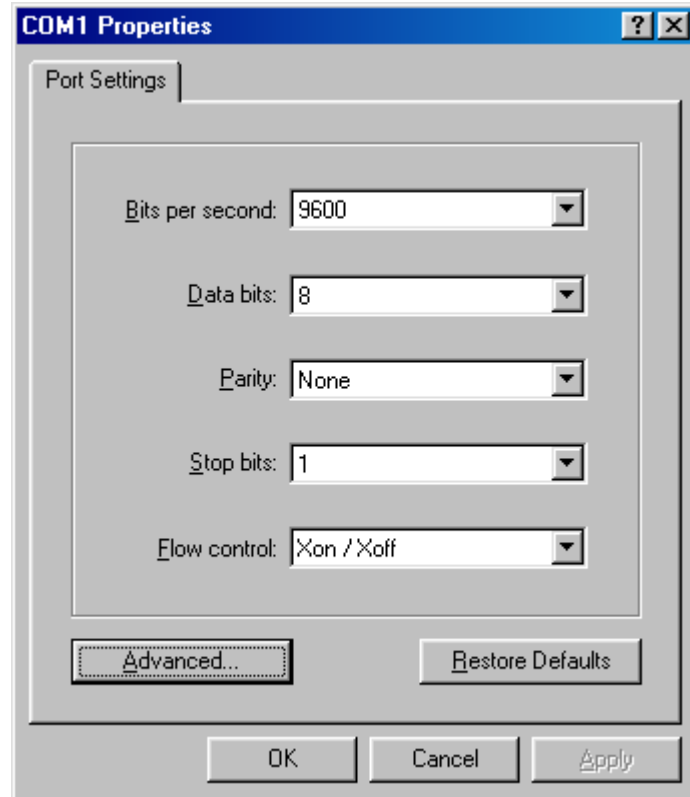 COM1 Properties
Port Settings
Bits per second: 9600
Data bits: 8
Parity: None
Stop bits: 1
Flow control: Xon / Xoff
Advanced... Restore Defaults
OK Cancel Apply